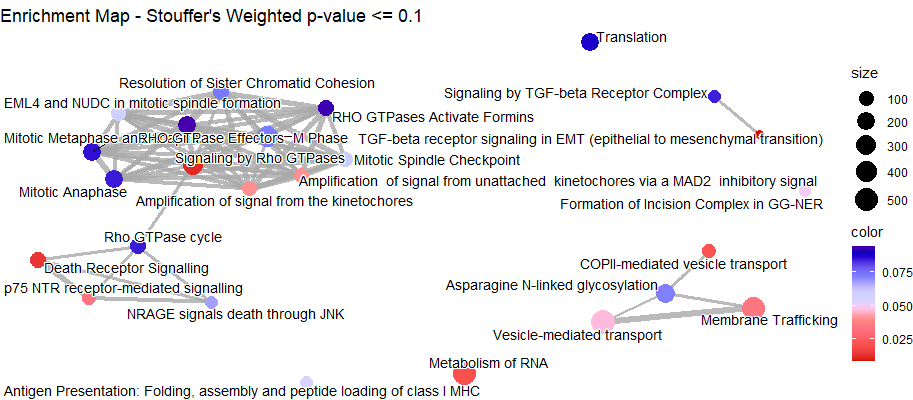 Enrichment Map - Stouffer's Weighted p-value <= 0.1
Translation
Resolution of Sister Chromatid Cohesion
Signaling by TGF-beta Receptor Complex
EML4 and NUDC in mitotic spindle formation
RHO GTPases Activate Formins
Mitotic Metaphase an
RHO GTPase Effectors
M Phase
TGF-beta receptor signaling in EMT (epithelial to mesenchymal transition)
Signaling by Rho GTPases
Mitotic Spindle Checkpoint
Mitotic Anaphase
Amplification of signal from unattached kinetochores via a MAD2 inhibitory signal
Amplification of signal from the kinetochores
Formation of Incision Complex in GG-NER
Rho GTPase cycle
Death Receptor Signalling
COPII-mediated vesicle transport
p75 NTR receptor-mediated signalling
Asparagine N-linked glycosylation
NRAGE signals death through JNK
Membrane Trafficking
Vesicle-mediated transport
Metabolism of RNA
Antigen Presentation: Folding, assembly and peptide loading of class I MHC
size
100
200
300
400
500
color
0.075
0.050
0.025